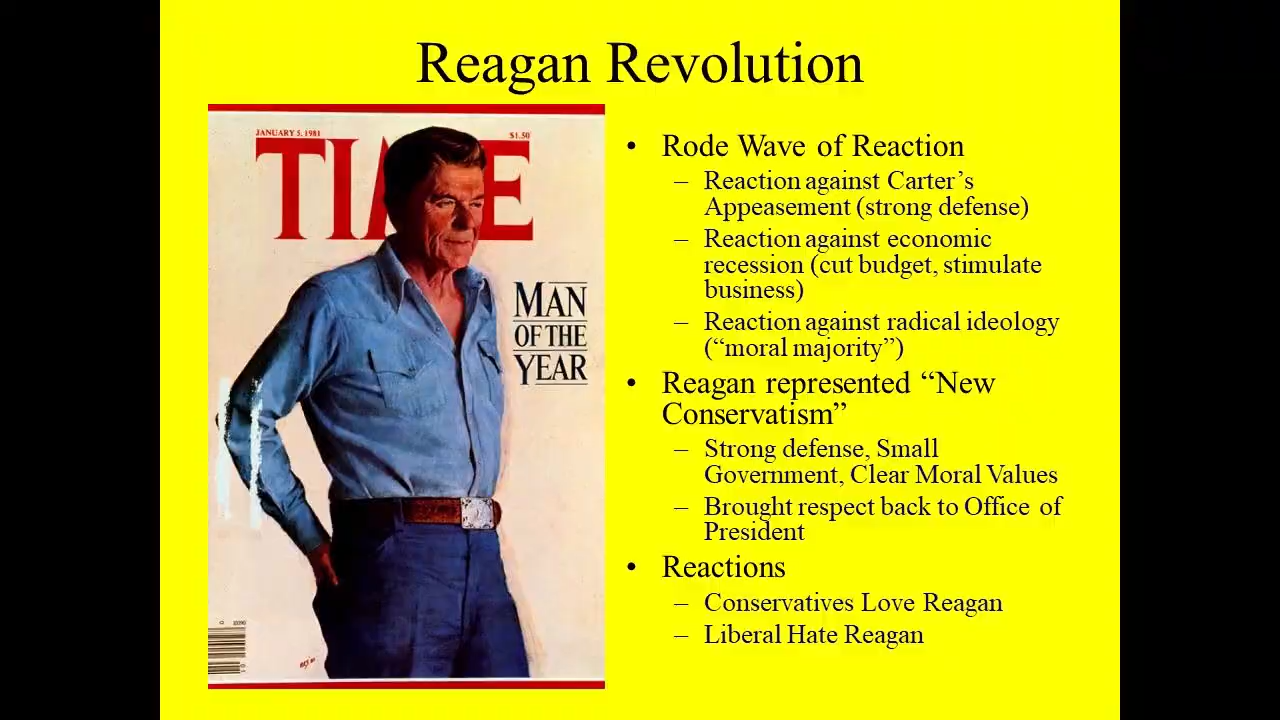 Reagan Revolution
JANUARY 5, 1981
$1.50
TIME
MAN
OF THE
YEAR
• Rode Wave of Reaction
– Reaction against Carter’s
Appeasement (strong defense)
– Reaction against economic
recession (cut budget, stimulate
business)
– Reaction against radical ideology
(“moral majority”)
• Reagan represented “New
Conservatism”
– Strong defense, Small
Government, Clear Moral Values
– Brought respect back to Office of
President
• Reactions
– Conservatives Love Reagan
– Liberal Hate Reagan